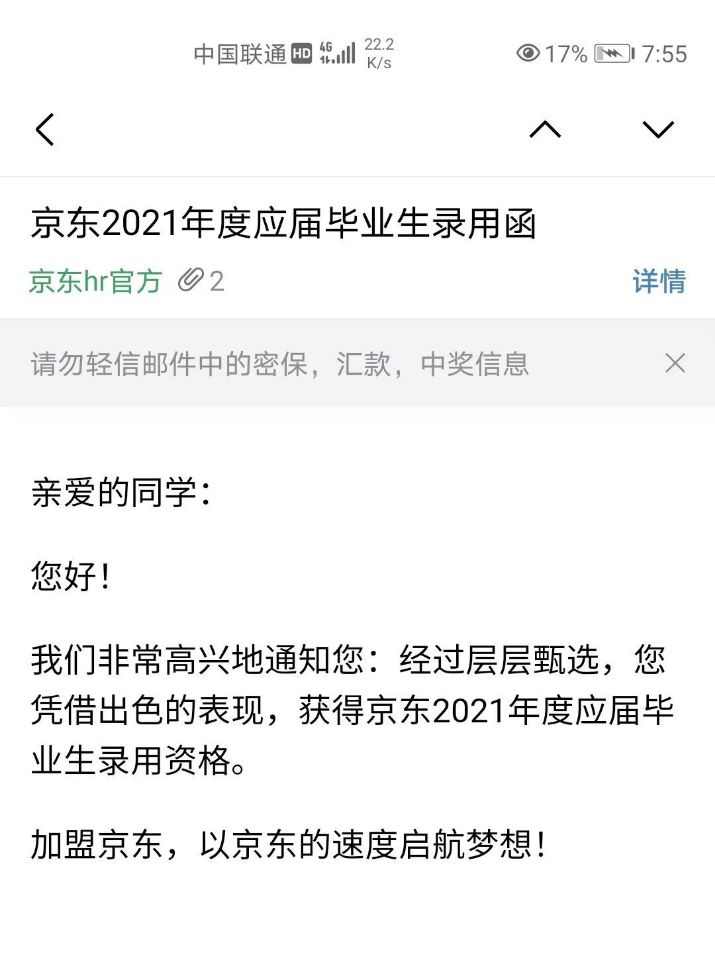 中国联通 HD 4G 22.2 K/s 17% 7:55
京东2021年度应届毕业生录用函
京东hr官方 2 详情
请勿轻信邮件中的密保，汇款，中奖信息
亲爱的同学：
您好！
我们非常高兴地通知您：经过层层甄选，您
凭借出色的表现，获得京东2021年度应届毕
业生录用资格。
加盟京东，以京东的速度启航梦想！